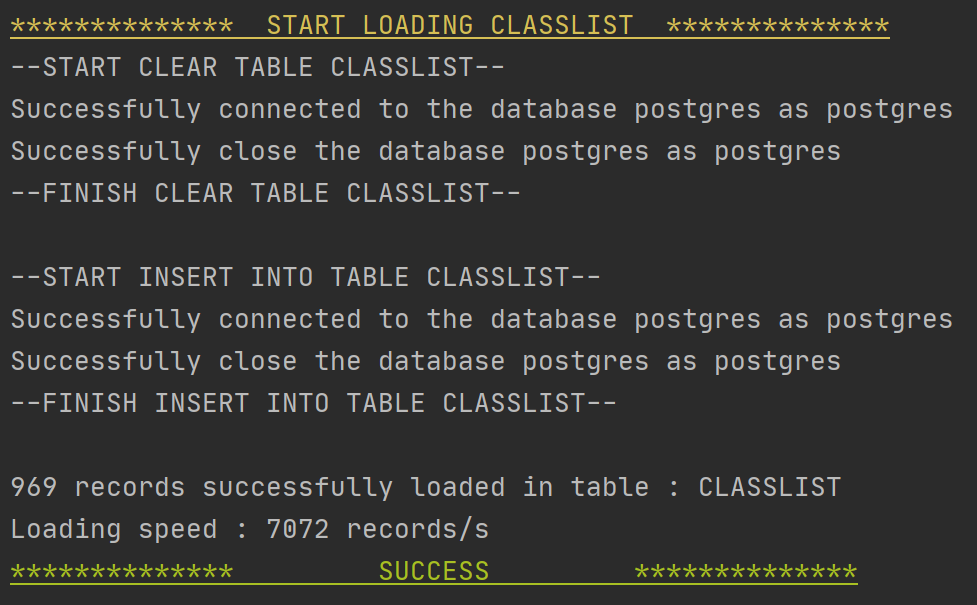 **************  START LOADING CLASSLIST  **************
--START CLEAR TABLE CLASSLIST--
Successfully connected to the database postgres as postgres
Successfully close the database postgres as postgres
--FINISH CLEAR TABLE CLASSLIST--
--START INSERT INTO TABLE CLASSLIST--
Successfully connected to the database postgres as postgres
Successfully close the database postgres as postgres
--FINISH INSERT INTO TABLE CLASSLIST--
969 records successfully loaded in table : CLASSLIST
Loading speed : 7072 records/s
**************         SUCCESS         **************